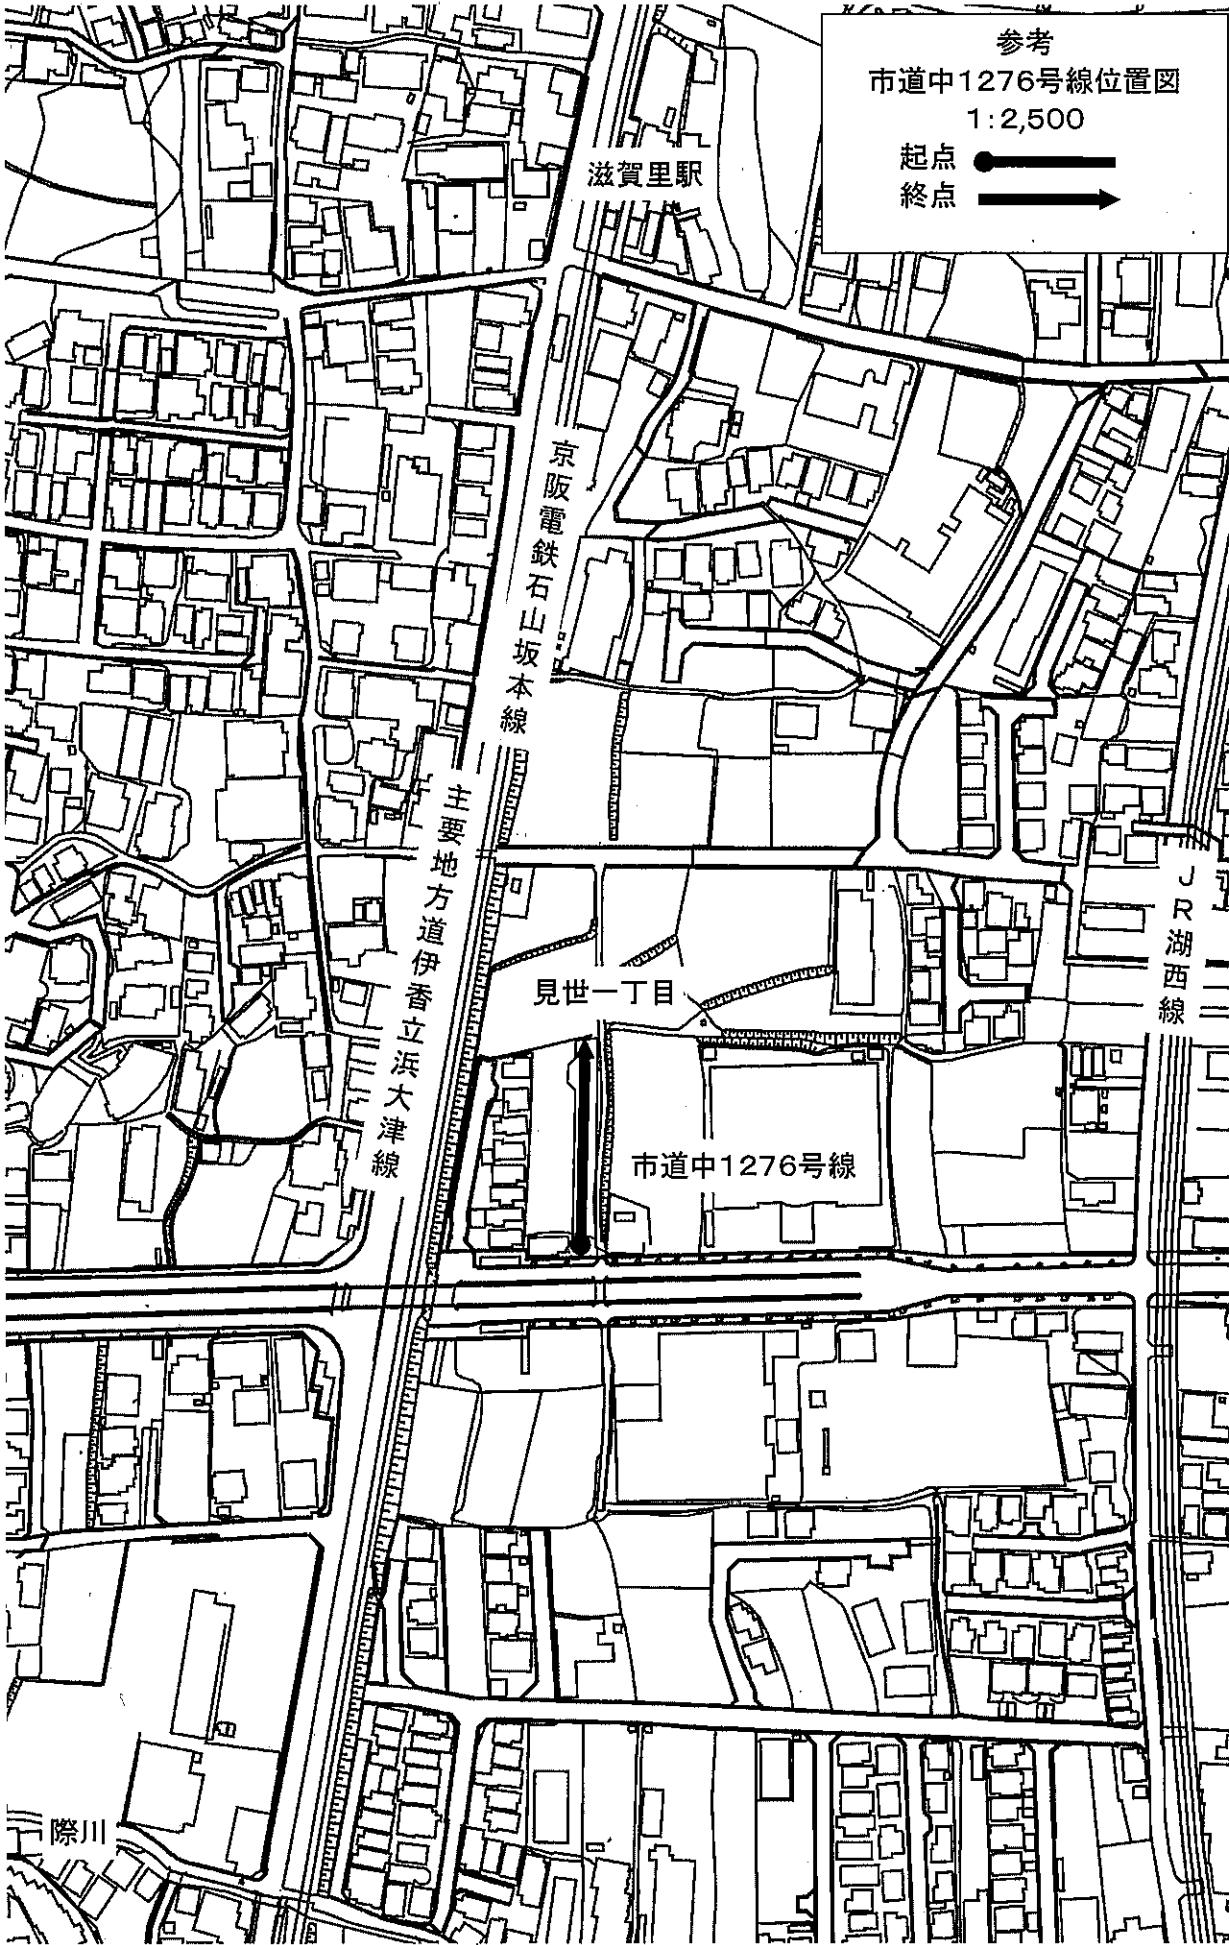 参考
市道中1276号線位置図
1:2,500
起点
終点
滋賀里駅
京阪電鉄石山坂本線
主要地方道伊香立浜大津線
JR湖西線
見世一丁目
市道中1276号線
際川